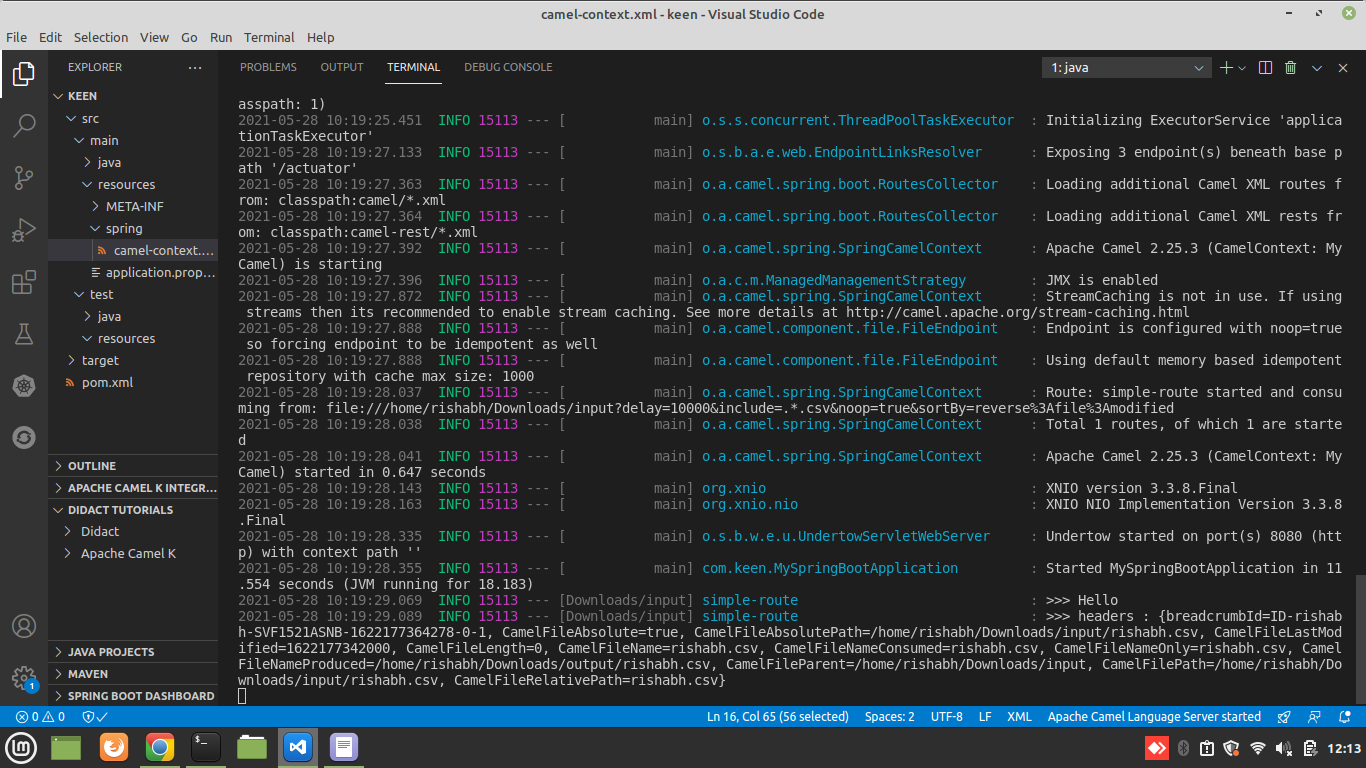 camel-context.xml - keen - Visual Studio Code
File Edit Selection View Go Run Terminal Help
EXPLORER ...
KEEN
src
main
java
resources
META-INF
spring
camel-context....
application.prop...
test
java
resources
target
pom.xml
OUTLINE
APACHE CAMEL K INTEGR...
DIDACT TUTORIALS
Didact
Apache Camel K
JAVA PROJECTS
MAVEN
SPRING BOOT DASHBOARD
1
PROBLEMS OUTPUT TERMINAL DEBUG CONSOLE 1: java
asspath: 1)
2021-05-28 10:19:25.451  INFO 15113 --- [           main] o.s.s.concurrent.ThreadPoolTaskExecutor  : Initializing ExecutorService 'applica
tionTaskExecutor'
2021-05-28 10:19:27.133  INFO 15113 --- [           main] o.s.b.a.e.web.EndpointLinksResolver      : Exposing 3 endpoint(s) beneath base p
ath '/actuator'
2021-05-28 10:19:27.363  INFO 15113 --- [           main] o.a.camel.spring.boot.RoutesCollector    : Loading additional Camel XML routes f
rom: classpath:camel/*.xml
2021-05-28 10:19:27.364  INFO 15113 --- [           main] o.a.camel.spring.boot.RoutesCollector    : Loading additional Camel XML rests fr
om: classpath:camel-rest/*.xml
2021-05-28 10:19:27.392  INFO 15113 --- [           main] o.a.camel.spring.SpringCamelContext      : Apache Camel 2.25.3 (CamelContext: My
Camel) is starting
2021-05-28 10:19:27.396  INFO 15113 --- [           main] o.a.c.m.ManagedManagementStrategy        : JMX is enabled
2021-05-28 10:19:27.872  INFO 15113 --- [           main] o.a.camel.spring.SpringCamelContext      : StreamCaching is not in use. If using
 streams then its recommended to enable stream caching. See more details at http://camel.apache.org/stream-caching.html
2021-05-28 10:19:27.888  INFO 15113 --- [           main] o.a.camel.component.file.FileEndpoint    : Endpoint is configured with noop=true
 so forcing endpoint to be idempotent as well
2021-05-28 10:19:27.888  INFO 15113 --- [           main] o.a.camel.component.file.FileEndpoint    : Using default memory based idempotent
 repository with cache max size: 1000
2021-05-28 10:19:28.037  INFO 15113 --- [           main] o.a.camel.spring.SpringCamelContext      : Route: simple-route started and consu
ming from: file:///home/rishabh/Downloads/input?delay=10000&include=.*.csv&noop=true&sortBy=reverse%3Afile%3Amodified
2021-05-28 10:19:28.038  INFO 15113 --- [           main] o.a.camel.spring.SpringCamelContext      : Total 1 routes, of which 1 are starte
d
2021-05-28 10:19:28.041  INFO 15113 --- [           main] o.a.camel.spring.SpringCamelContext      : Apache Camel 2.25.3 (CamelContext: My
Camel) started in 0.647 seconds
2021-05-28 10:19:28.143  INFO 15113 --- [           main] org.xnio                                 : XNIO version 3.3.8.Final
2021-05-28 10:19:28.163  INFO 15113 --- [           main] org.xnio.nio                             : XNIO NIO Implementation Version 3.3.8
.Final
2021-05-28 10:19:28.335  INFO 15113 --- [           main] o.s.b.w.e.u.UndertowServletWebServer     : Undertow started on port(s) 8080 (htt
p) with context path ''
2021-05-28 10:19:28.355  INFO 15113 --- [           main] com.keen.MySpringBootApplication         : Started MySpringBootApplication in 11
.554 seconds (JVM running for 18.183)
2021-05-28 10:19:29.069  INFO 15113 --- [Downloads/input] simple-route                             : >>> Hello
2021-05-28 10:19:29.089  INFO 15113 --- [Downloads/input] simple-route                             : >>> headers : {breadcrumbId=ID-rishab
h-SVF1521ASNB-1622177364278-0-1, CamelFileAbsolute=true, CamelFileAbsolutePath=/home/rishabh/Downloads/input/rishabh.csv, CamelFileLastMod
ified=1622177342000, CamelFileLength=0, CamelFileName=rishabh.csv, CamelFileNameConsumed=rishabh.csv, CamelFileNameOnly=rishabh.csv, Camel
FileNameProduced=/home/rishabh/Downloads/output/rishabh.csv, CamelFileParent=/home/rishabh/Downloads/input, CamelFilePath=/home/rishabh/Do
wnloads/input/rishabh.csv, CamelFileRelativePath=rishabh.csv}
0 0 Ln 16, Col 65 (56 selected) Spaces: 2 UTF-8 LF XML Apache Camel Language Server started
12:13